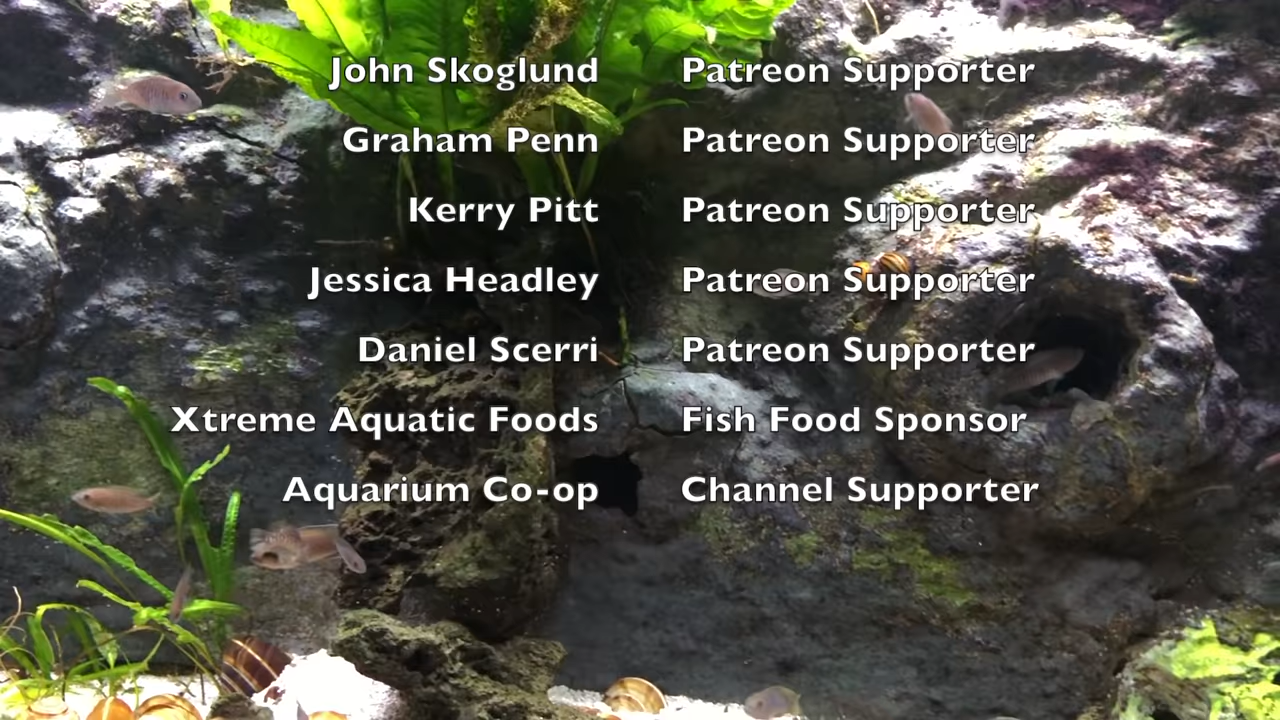 John Skoglund Patreon Supporter
Graham Penn Patreon Supporter
Kerry Pitt Patreon Supporter
Jessica Headley Patreon Supporter
Daniel Scerri Patreon Supporter
Xtreme Aquatic Foods Fish Food Sponsor
Aquarium Co-op Channel Supporter